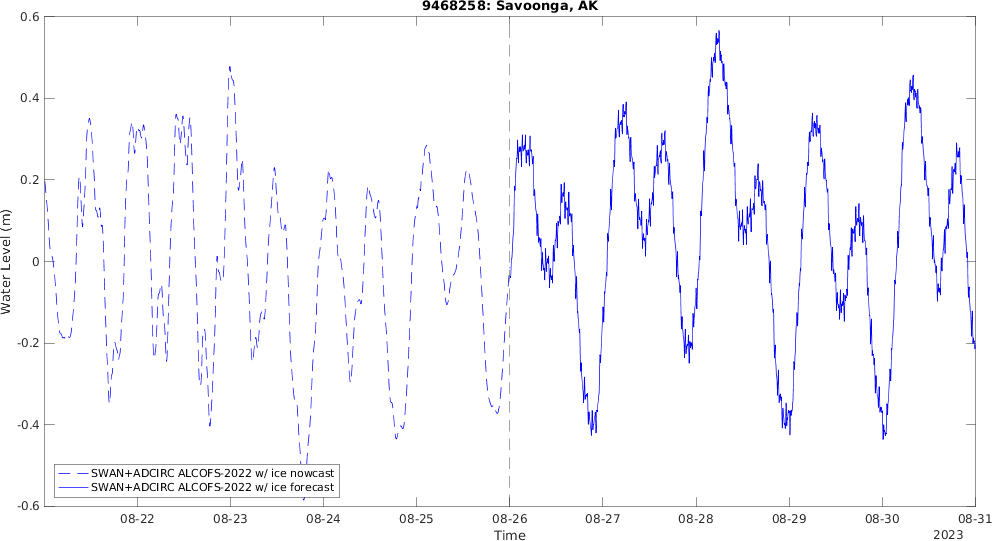 9468258: Savoonga, AK
0.6
0.4
0.2
0
-0.2
-0.4
-0.6
Water Level (m)
SWAN+ADCIRC ALCOFS-2022 w/ ice nowcast
SWAN+ADCIRC ALCOFS-2022 w/ ice forecast
08-22 08-23 08-24 08-25 08-26 08-27 08-28 08-29 08-30 08-31
Time
2023